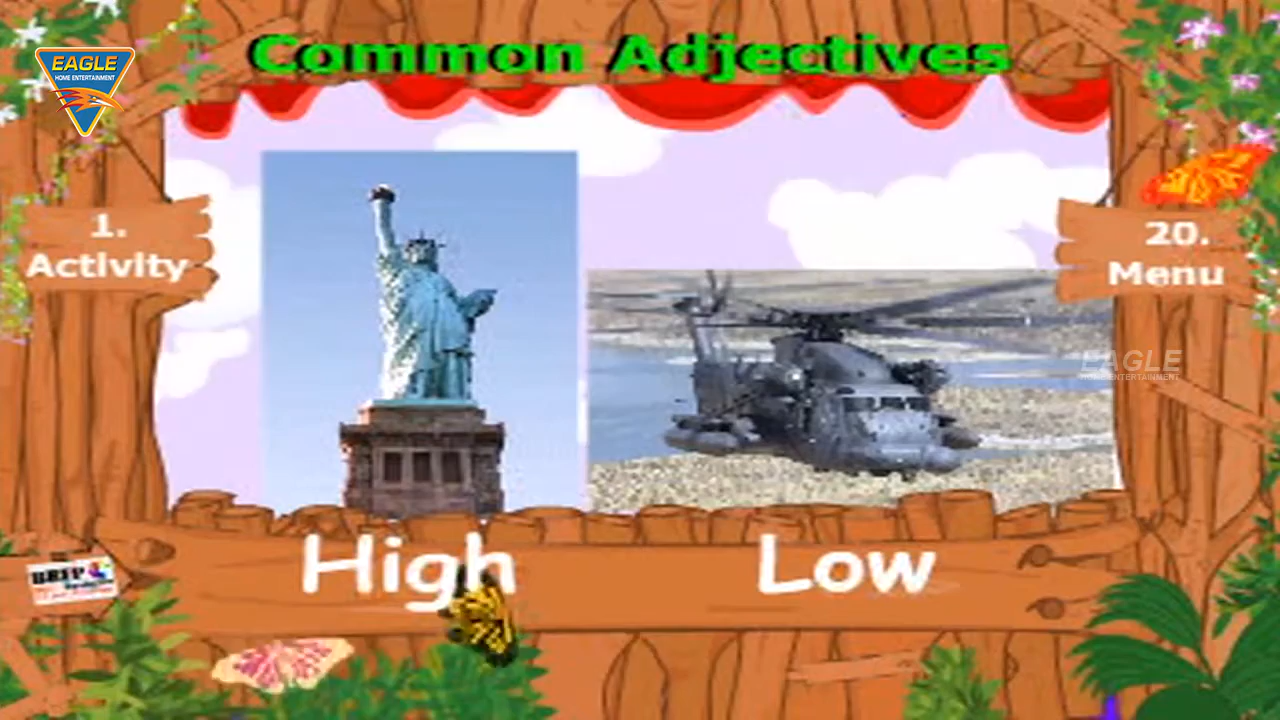 Common Adjectives
EAGLE
HOME ENTERTAINMENT
1.
Activity
20.
Menu
EAGLE
HOME ENTERTAINMENT
High
Low